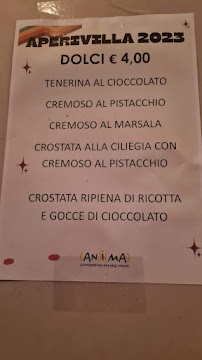 APERIVILLA 2023
DOLCI € 4,00
TENERINA AL CIOCCOLATO
CREMOSO AL PISTACCHIO
CREMOSO AL MARSALA
CROSTATA ALLA CILIEGIA CON
CREMOSO AL PISTACCHIO
CROSTATA RIPIENA DI RICOTTA
E GOCCE DI CIOCCOLATO
ANIMA